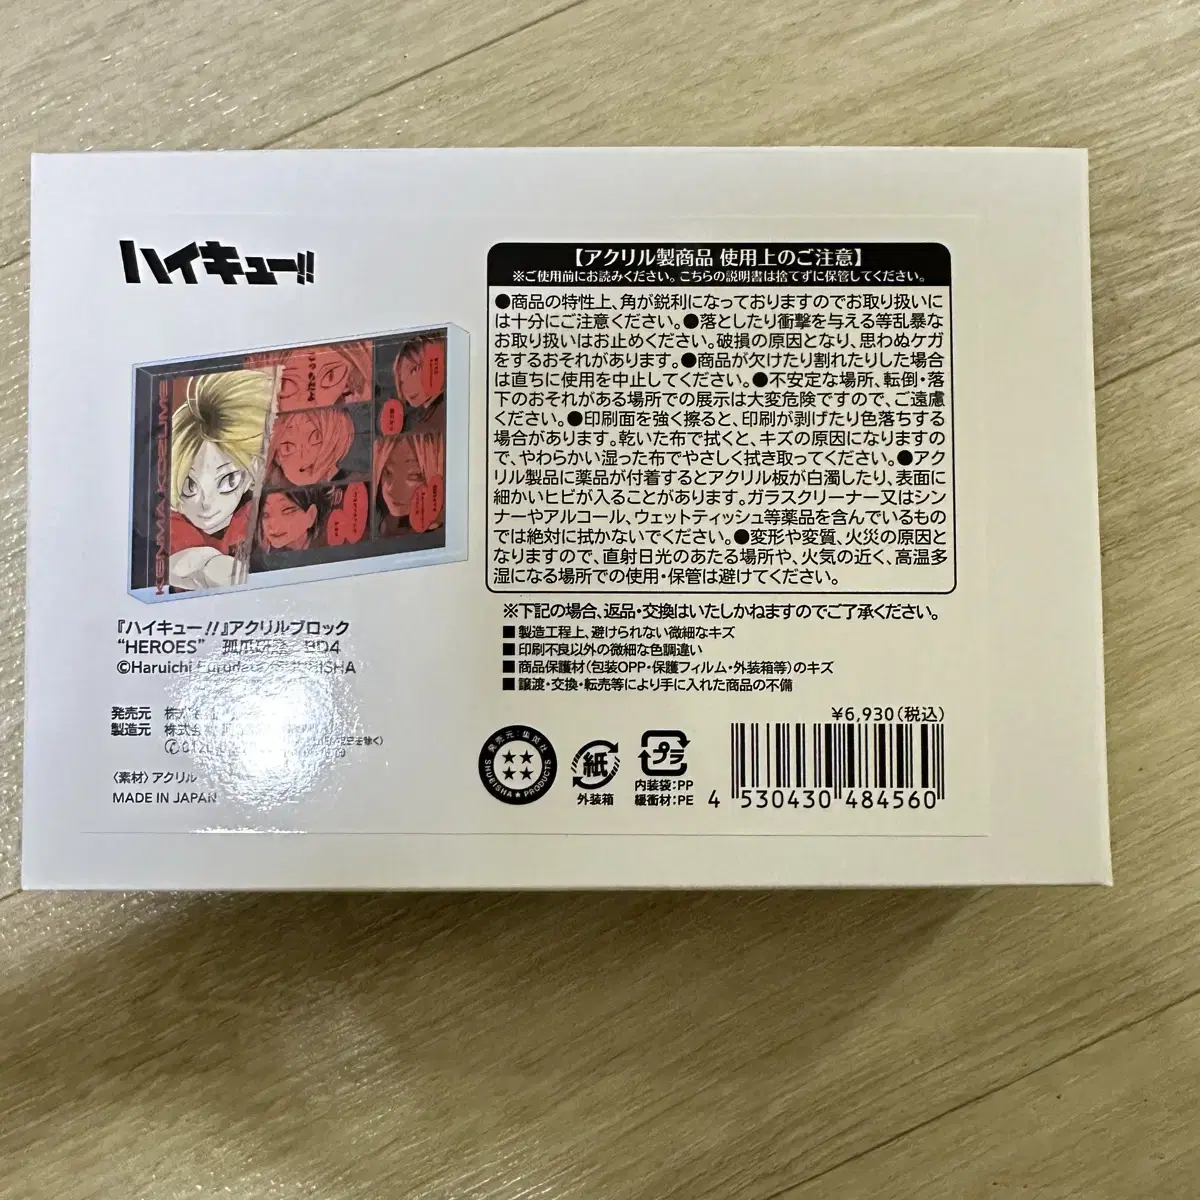 ハイキュー!!
KENMA KOZUME
『ハイキュー!!』アクリルブロック
"HEROES" 孤爪研磨 BD4
©Haruichi Furudate SHUEISHA
発売元
製造元 株式会社
〈素材〉アクリル
MADE IN JAPAN
【アクリル製商品 使用上のご注意】
※ご使用前にお読みください。こちらの説明書は捨てずに保管してください。
●商品の特性上、角が鋭利になっておりますのでお取り扱いに
は十分にご注意ください。●落としたり衝撃を与える等乱暴な
お取り扱いはお止めください。破損の原因となり、思わぬケガ
をするおそれがあります。●商品が欠けたり割れたりした場合
は直ちに使用を中止してください。●不安定な場所、転倒・落
下のおそれがある場所での展示は大変危険ですので、ご遠慮
ください。●印刷面を強く擦ると、印刷が剥げたり色落ちする
場合があります。乾いた布で拭くと、キズの原因になりますの
で、やわらかい湿った布でやさしく拭き取ってください。●アク
リル製品に薬品が付着するとアクリル板が白濁したり、表面に
細かいヒビが入ることがあります。ガラスクリーナー又はシン
ナーやアルコール、ウェットティッシュ等薬品を含んでいるもの
では絶対に拭かないでください。●変形や変質、火災の原因と
なりますので、直射日光のあたる場所や、火気の近く、高温多
湿になる場所での使用・保管は避けてください。
※下記の場合、返品・交換はいたしかねますのでご了承ください。
■製造工程上、避けられない微細なキズ
■印刷不良以外の微細な色調違い
■商品保護材(包装OPP・保護フィルム・外装箱等)のキズ
■譲渡・交換・転売等により手に入れた商品の不備
¥6,930(税込)
発売元:集英社
SHUEISHA★PRODUCTS
紙
外装箱
プラ
内装袋:PP
緩衝材:PE
4 530430 484560